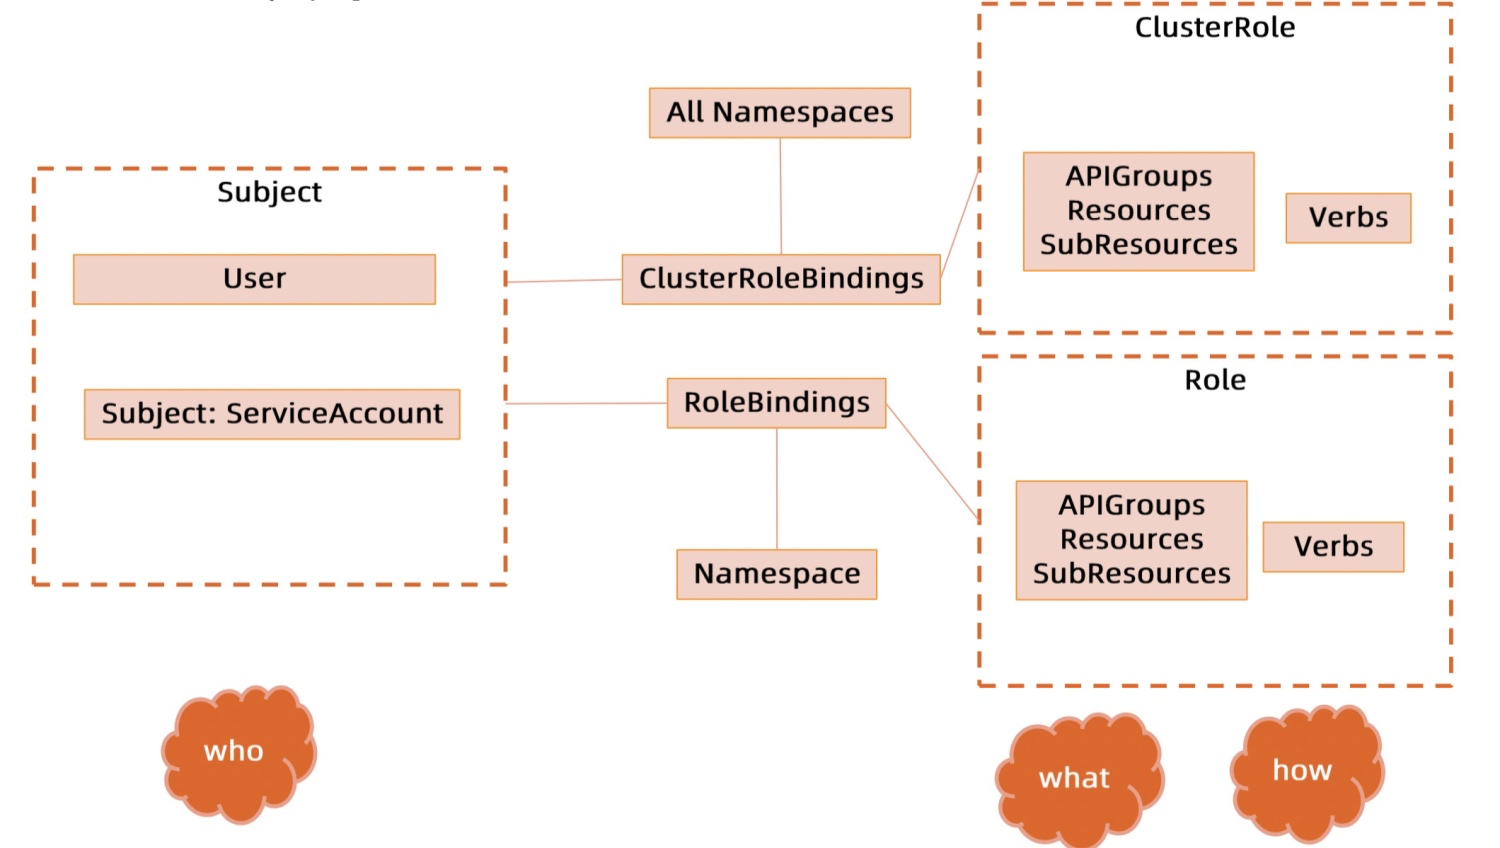 ClusterRole
All Namespaces
APIGroups
Resources
SubResources
Verbs
Subject
User
ClusterRoleBindings
Subject: ServiceAccount
RoleBindings
Role
Namespace
APIGroups
Resources
SubResources
Verbs
who
what
how